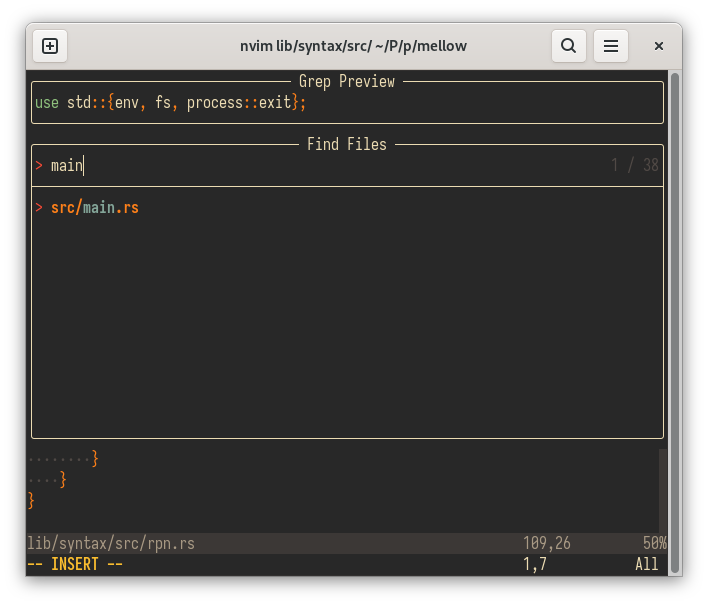 nvim lib/syntax/src/ ~/P/p/mellow
Grep Preview
use std::{env, fs, process::exit};
Find Files
> main 1 / 38
> src/main.rs
········}
····}
}
lib/syntax/src/rpn.rs 109,26 50%
-- INSERT -- 1,7 All